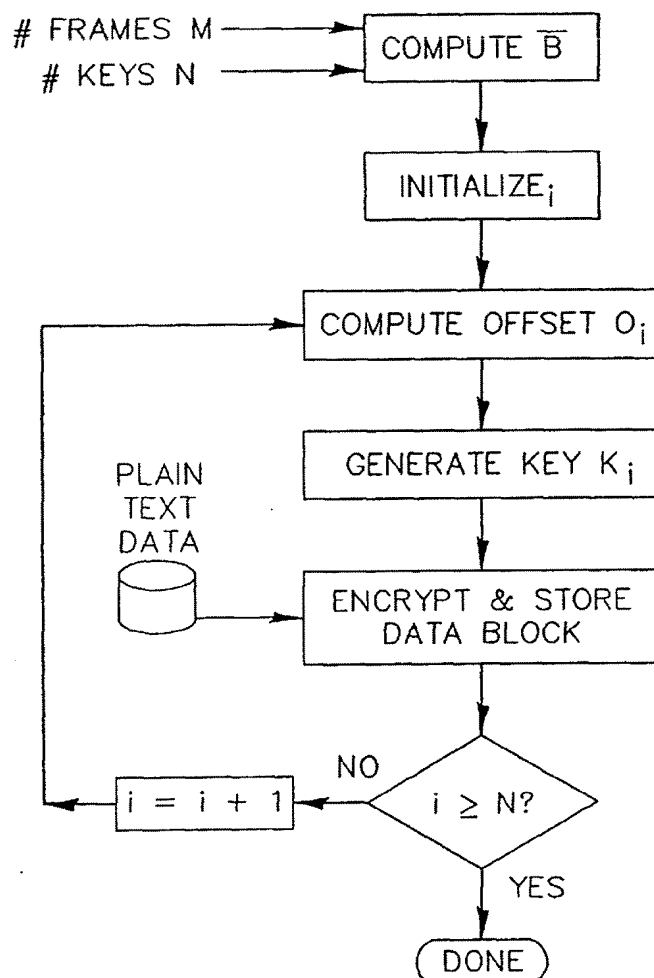 # FRAMES M
# KEYS N
COMPUTE B̅
INITIALIZEᵢ
COMPUTE OFFSET Oᵢ
GENERATE KEY Kᵢ
PLAIN
TEXT
DATA
ENCRYPT & STORE
DATA BLOCK
NO
i = i + 1
i ≥ N?
YES
DONE